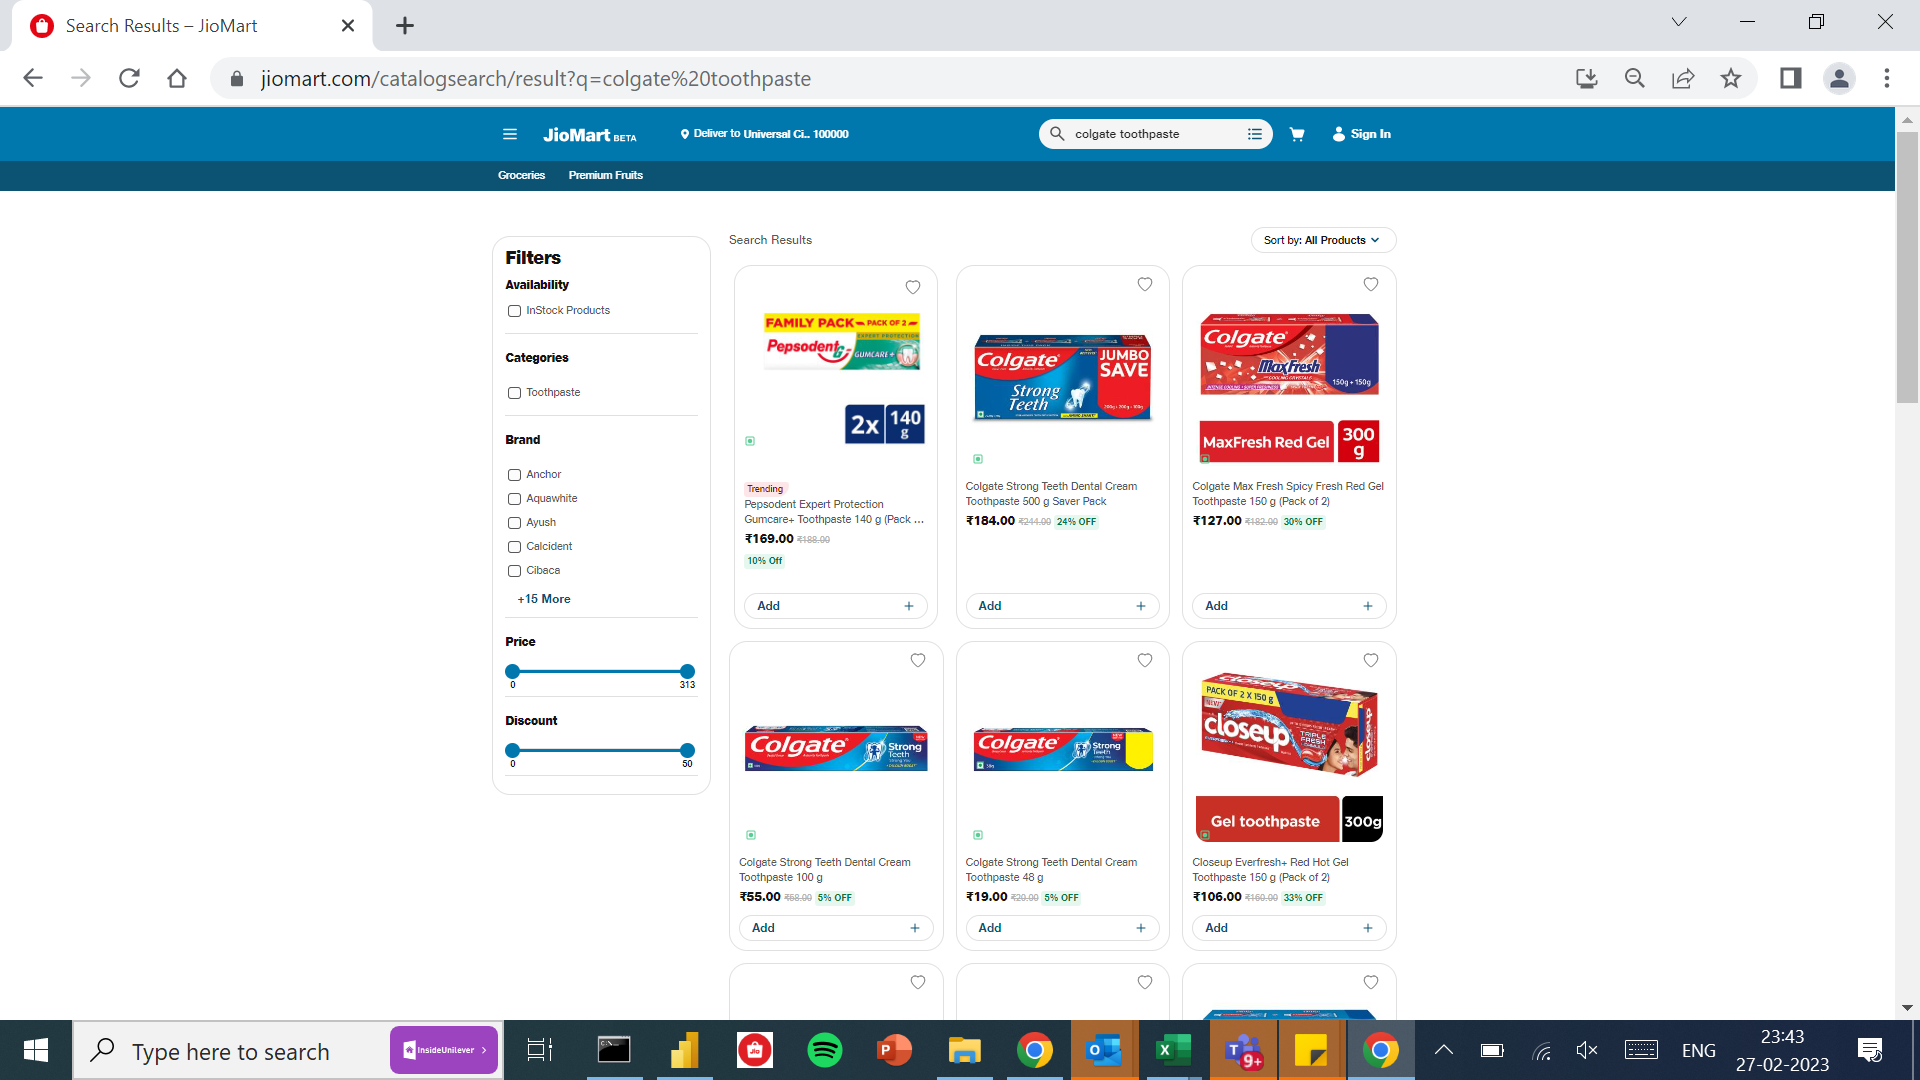 Search Results – JioMart
jiomart.com/catalogsearch/result?q=colgate%20toothpaste
JioMart BETA
Deliver to Universal Ci.. 100000
colgate toothpaste
Sign In
Groceries
Premium Fruits
Filters
Availability
InStock Products
Categories
Toothpaste
Brand
Anchor
Aquawhite
Ayush
Calcident
Cibaca
+15 More
Price
0
313
Discount
0
50
Search Results
Sort by: All Products
FAMILY PACK PACK OF 2
EXPERT PROTECTION
Pepsodent G
GUMCARE+
2x 140 g
Trending
Pepsodent Expert Protection
Gumcare+ Toothpaste 140 g (Pack ...
₹169.00 ₹188.00
10% Off
Add +
Colgate
JUMBO
SAVE
Strong
Teeth
200g+200g+100g
Colgate Strong Teeth Dental Cream
Toothpaste 500 g Saver Pack
₹184.00 ₹244.00 24% OFF
Add +
Colgate
MaxFresh
150g + 150g
MaxFresh Red Gel
300
g
Colgate Max Fresh Spicy Fresh Red Gel
Toothpaste 150 g (Pack of 2)
₹127.00 ₹182.00 30% OFF
Add +
Colgate
Strong
Teeth
Colgate Strong Teeth Dental Cream
Toothpaste 100 g
₹55.00 ₹58.00 5% OFF
Add +
Colgate
Strong
Teeth
Colgate Strong Teeth Dental Cream
Toothpaste 48 g
₹19.00 ₹20.00 5% OFF
Add +
PACK OF 2 X 150 g
closeup
TRIPLE
FRESH
closeup
Gel toothpaste
300g
Closeup Everfresh+ Red Hot Gel
Toothpaste 150 g (Pack of 2)
₹106.00 ₹160.00 33% OFF
Add +
Type here to search
InsideUnilever
Jio
P
O
X
T
9+
ENG
23:43
27-02-2023